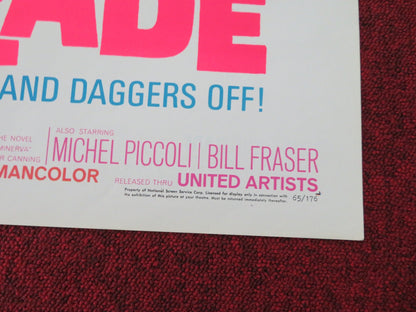 ADE
AND DAGGERS OFF!
HE NOVEL
MINERVA"
R CANNING
ALSO STARRING
MICHEL PICCOLI | BILL FRASER
MANCOLOR
RELEASED THRU UNITED ARTISTS
Property of National Screen Service Corp. Licensed for display only in connection with
the exhibition of this picture at your theatre. Must be returned immediately thereafter.
65/176